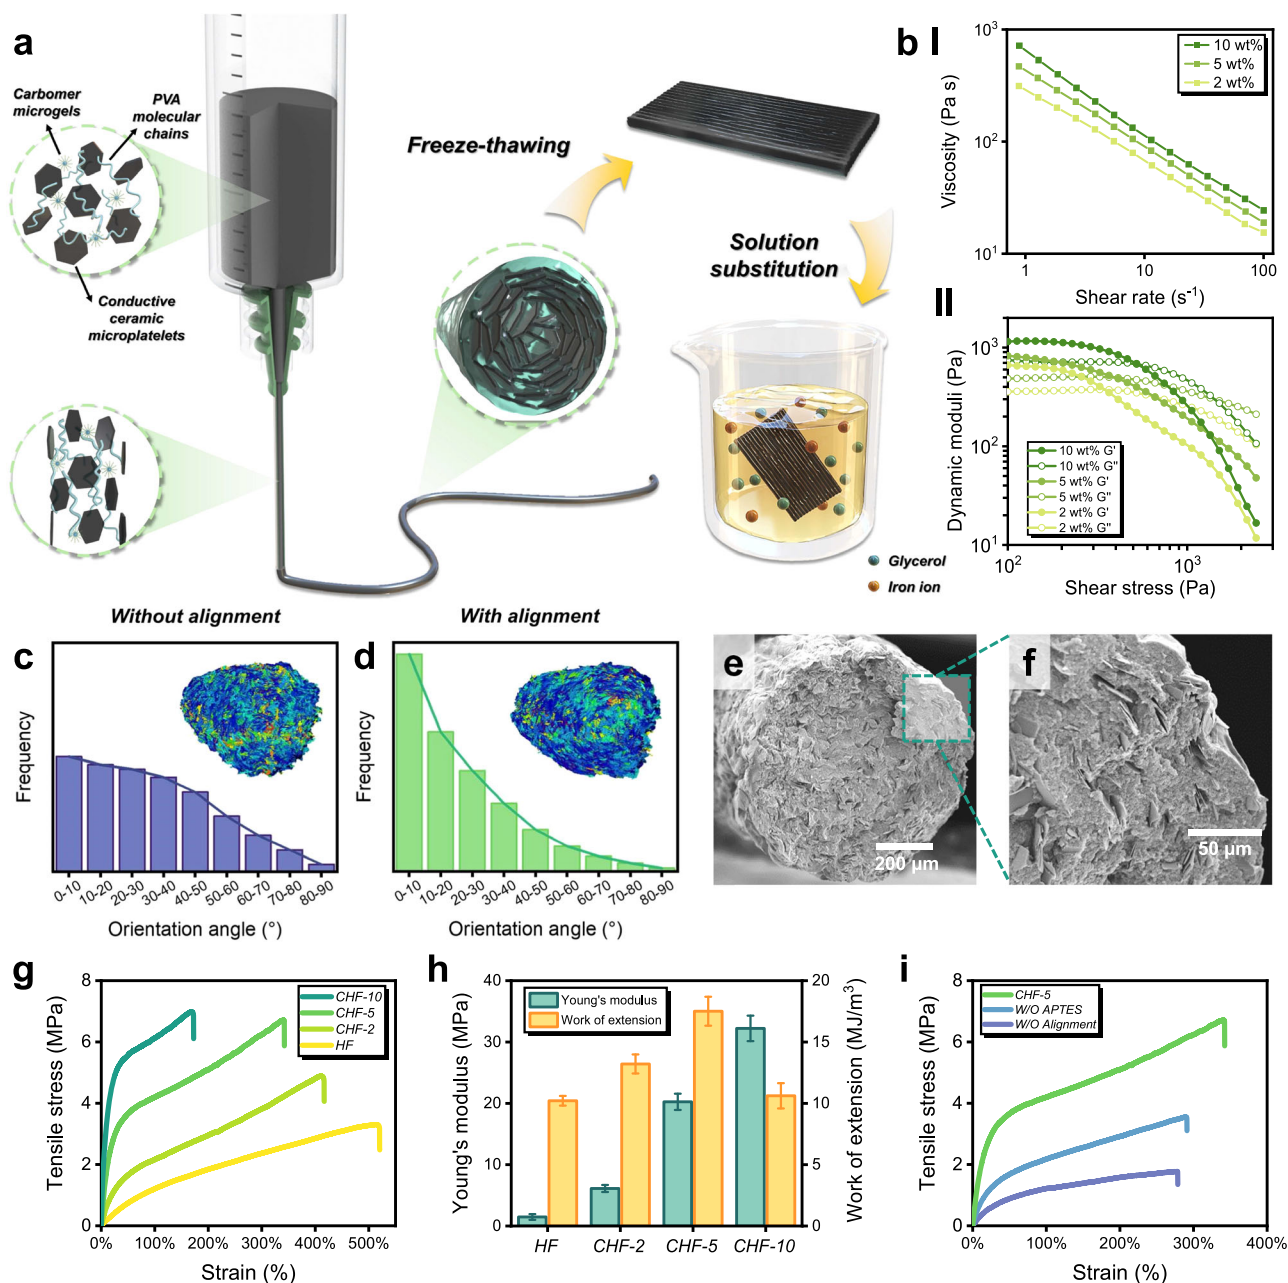 a
Carbomer
microgels
PVA
molecular
chains
Conductive
ceramic
microplatelets
Freeze-thawing
Solution
substitution
Glycerol
Iron ion
b I
10 wt%
5 wt%
2 wt%
Viscosity (Pa s)
10³
10²
10¹
1
10
100
Shear rate (s⁻¹)
II
Dynamic moduli (Pa)
10³
10²
10¹
10 wt% G'
10 wt% G''
5 wt% G'
5 wt% G''
2 wt% G'
2 wt% G''
10²
10³
Shear stress (Pa)
Without alignment
c
Frequency
0-10
10-20
20-30
30-40
40-50
50-60
60-70
70-80
80-90
Orientation angle (°)
With alignment
d
Frequency
0-10
10-20
20-30
30-40
40-50
50-60
60-70
70-80
80-90
Orientation angle (°)
e
200 μm
f
50 μm
g
Tensile stress (MPa)
8
6
4
2
0
CHF-10
CHF-5
CHF-2
HF
0%
100%
200%
300%
400%
500%
Strain (%)
h
Young's modulus (MPa)
40
30
20
10
0
Young's modulus
Work of extension
20
15
10
5
0
Work of extension (MJ/m³)
HF
CHF-2
CHF-5
CHF-10
i
Tensile stress (MPa)
8
6
4
2
0
CHF-5
W/O APTES
W/O Alignment
0%
100%
200%
300%
400%
Strain (%)